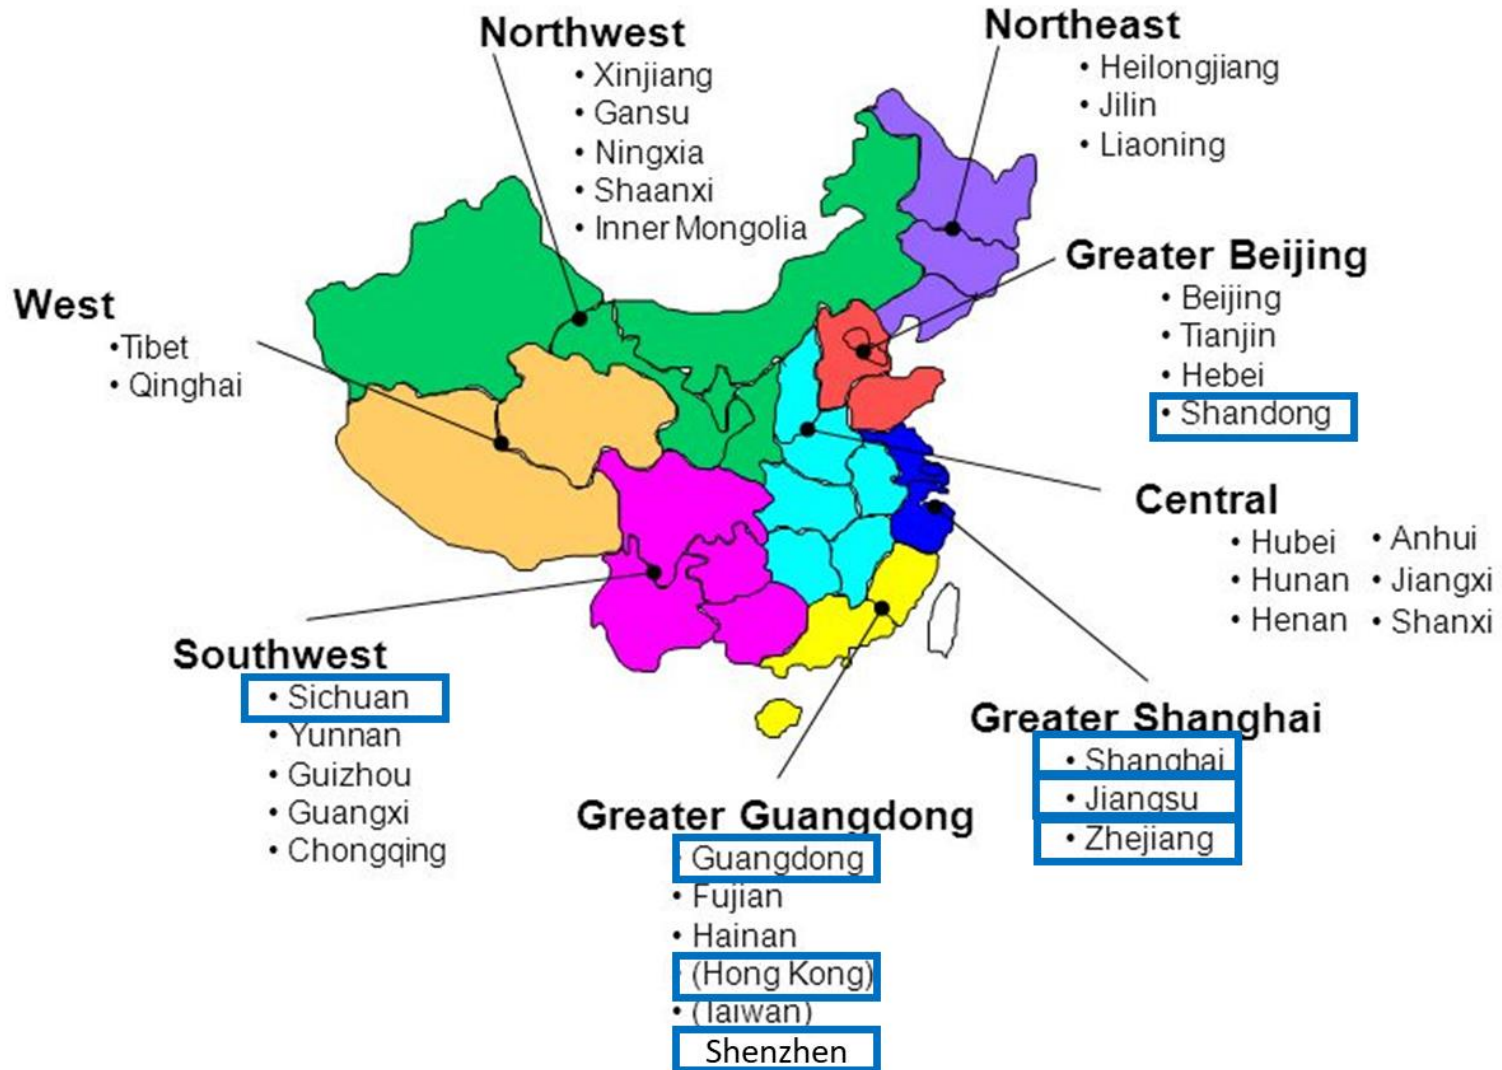 Northwest
• Xinjiang
• Gansu
• Ningxia
• Shaanxi
• Inner Mongolia
Northeast
• Heilongjiang
• Jilin
• Liaoning
Greater Beijing
• Beijing
• Tianjin
• Hebei
• Shandong
West
•Tibet
• Qinghai
Central
• Hubei • Anhui
• Hunan • Jiangxi
• Henan • Shanxi
Southwest
• Sichuan
• Yunnan
• Guizhou
• Guangxi
• Chongqing
Greater Shanghai
• Shanghai
• Jiangsu
• Zhejiang
Greater Guangdong
• Guangdong
• Fujian
• Hainan
• (Hong Kong)
• (Taiwan)
Shenzhen